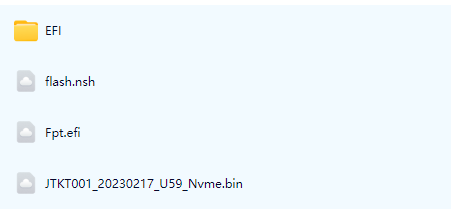 EFI
flash.nsh
Fpt.efi
JTKT001_20230217_U59_Nvme.bin